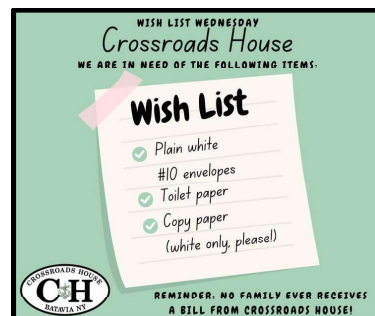 WISH LIST WEDNESDAY
Crossroads House
WE ARE IN NEED OF THE FOLLOWING ITEMS:
Wish List
Plain white
#10 envelopes
Toilet paper
Copy paper
(white only, please!)
CROSSROADS HOUSE
C H
BATAVIA NY
REMINDER, NO FAMILY EVER RECEIVES
A BILL FROM CROSSROADS HOUSE!